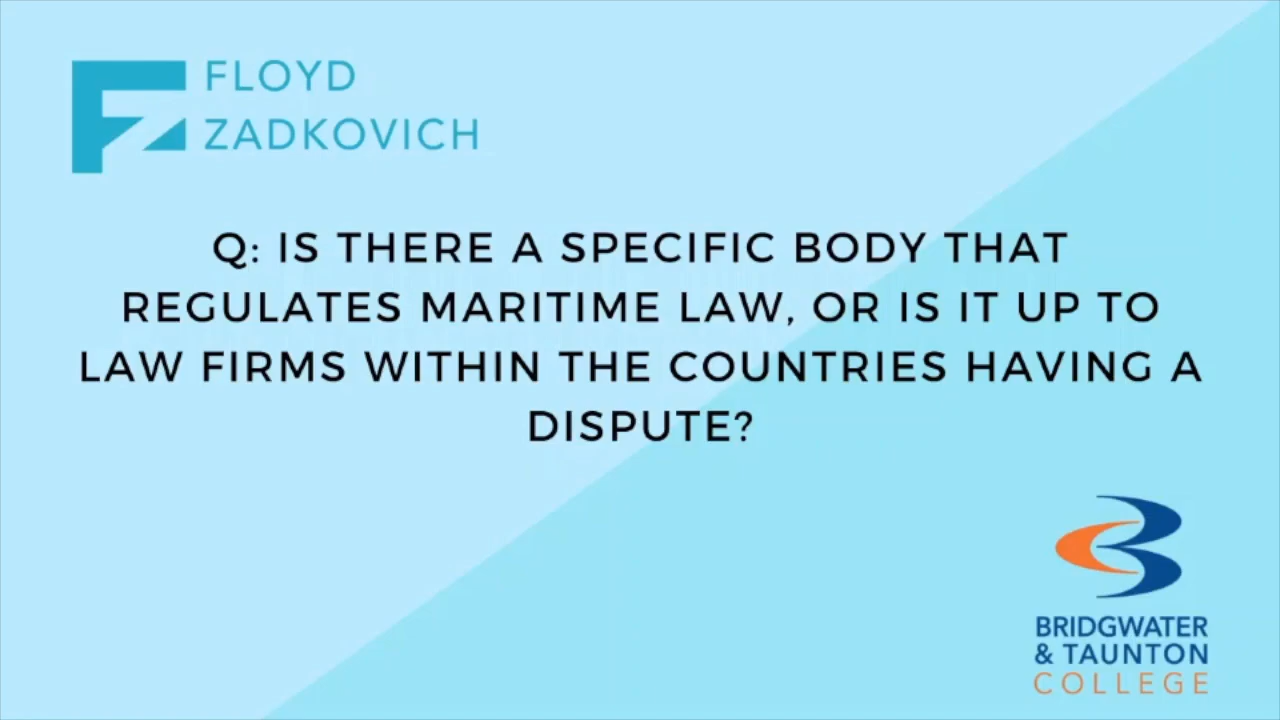 FLOYD
ZADKOVICH
Q: IS THERE A SPECIFIC BODY THAT
REGULATES MARITIME LAW, OR IS IT UP TO
LAW FIRMS WITHIN THE COUNTRIES HAVING A
DISPUTE?
BRIDGWATER
& TAUNTON
COLLEGE